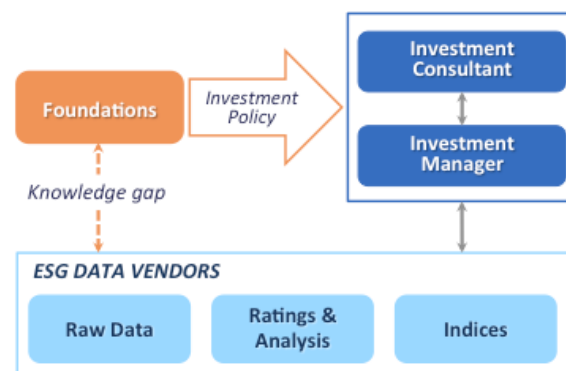 Investment
Consultant
Foundations
Investment
Policy
Investment
Manager
Knowledge gap
ESG DATA VENDORS
Raw Data
Ratings &
Analysis
Indices